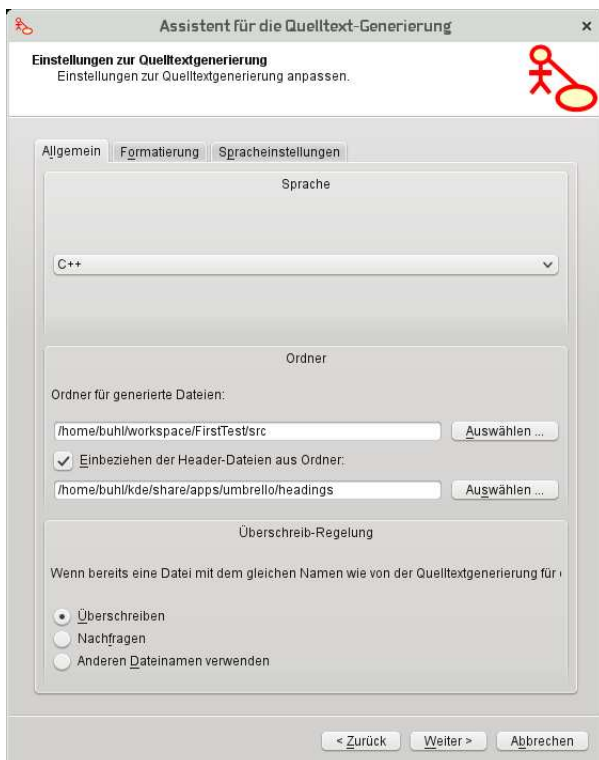 Assistent für die Quelltext-Generierung
Einstellungen zur Quelltextgenerierung
Einstellungen zur Quelltextgenerierung anpassen.
Allgemein Formatierung Spracheinstellungen
Sprache
C++
Ordner
Ordner für generierte Dateien:
/home/buhl/workspace/FirstTest/src Auswählen ...
Einbeziehen der Header-Dateien aus Ordner:
/home/buhl/kde/share/apps/umbrello/headings Auswählen ...
Überschreib-Regelung
Wenn bereits eine Datei mit dem gleichen Namen wie von der Quelltextgenerierung für
Überschreiben
Nachfragen
Anderen Dateinamen verwenden
< Zurück Weiter > Abbrechen